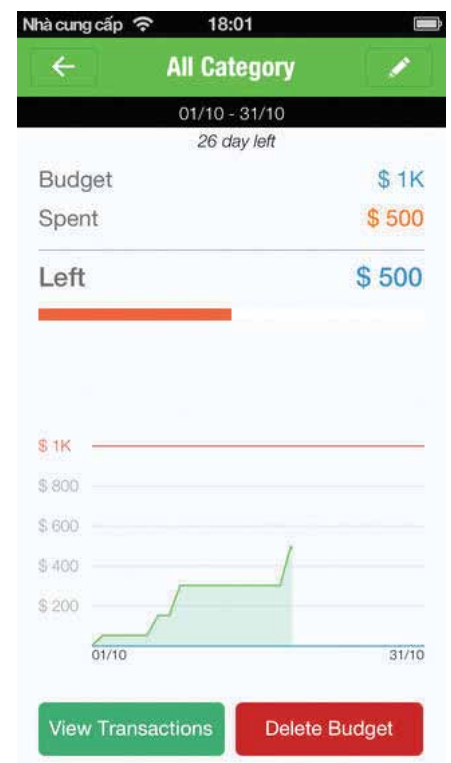 Nhà cung cấp 18:01
All Category
01/10 - 31/10
26 day left
Budget $ 1K
Spent $ 500
Left $ 500
$ 1K
$ 800
$ 600
$ 400
$ 200
01/10 31/10
View Transactions Delete Budget